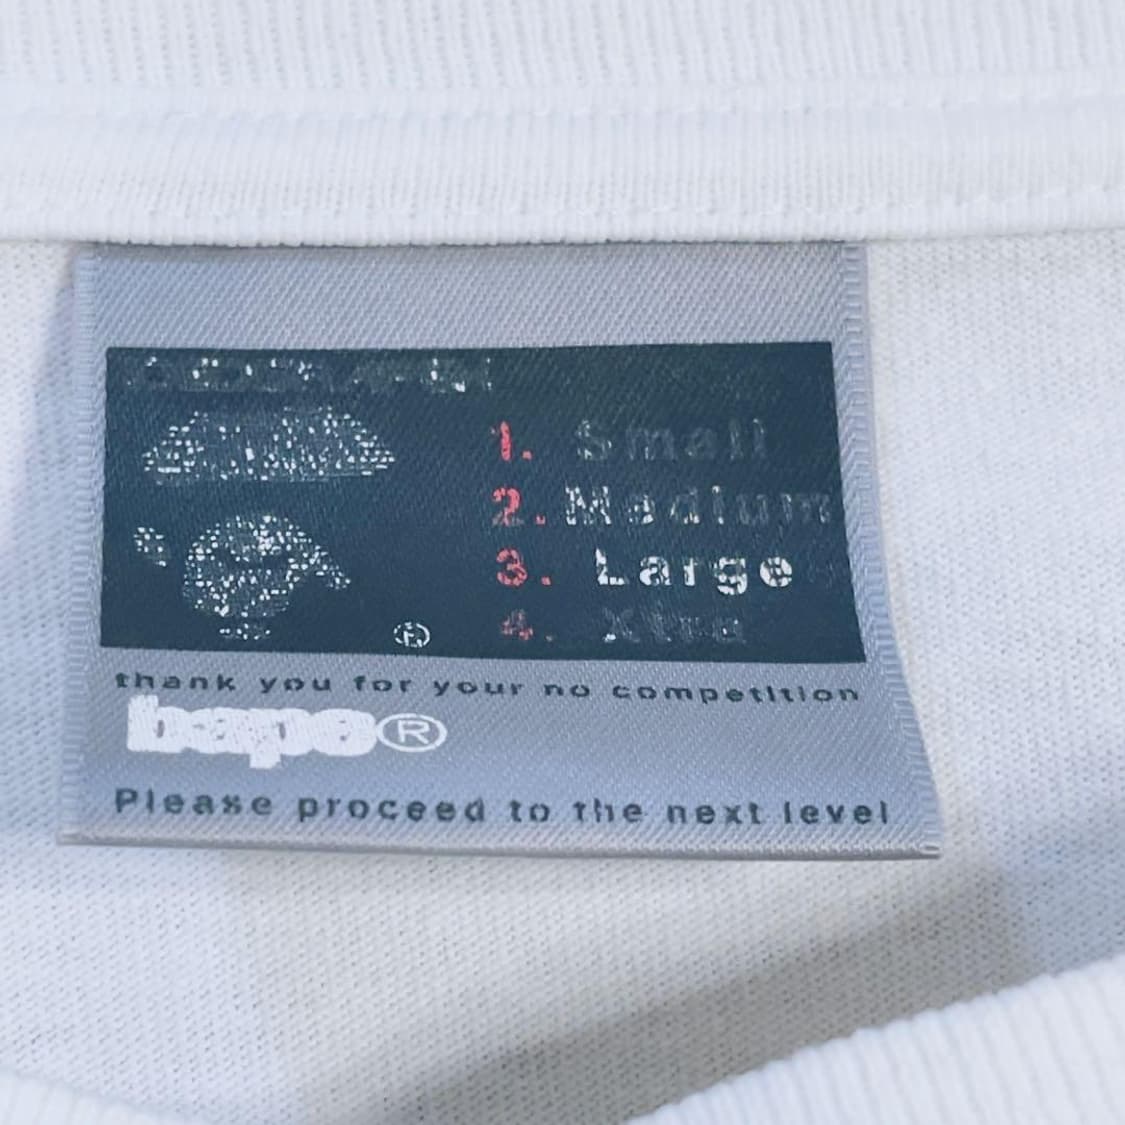 1. Small
2. Medium
3. Large
4. Xtra
®
thank you for your no competition
bape®
Please proceed to the next level